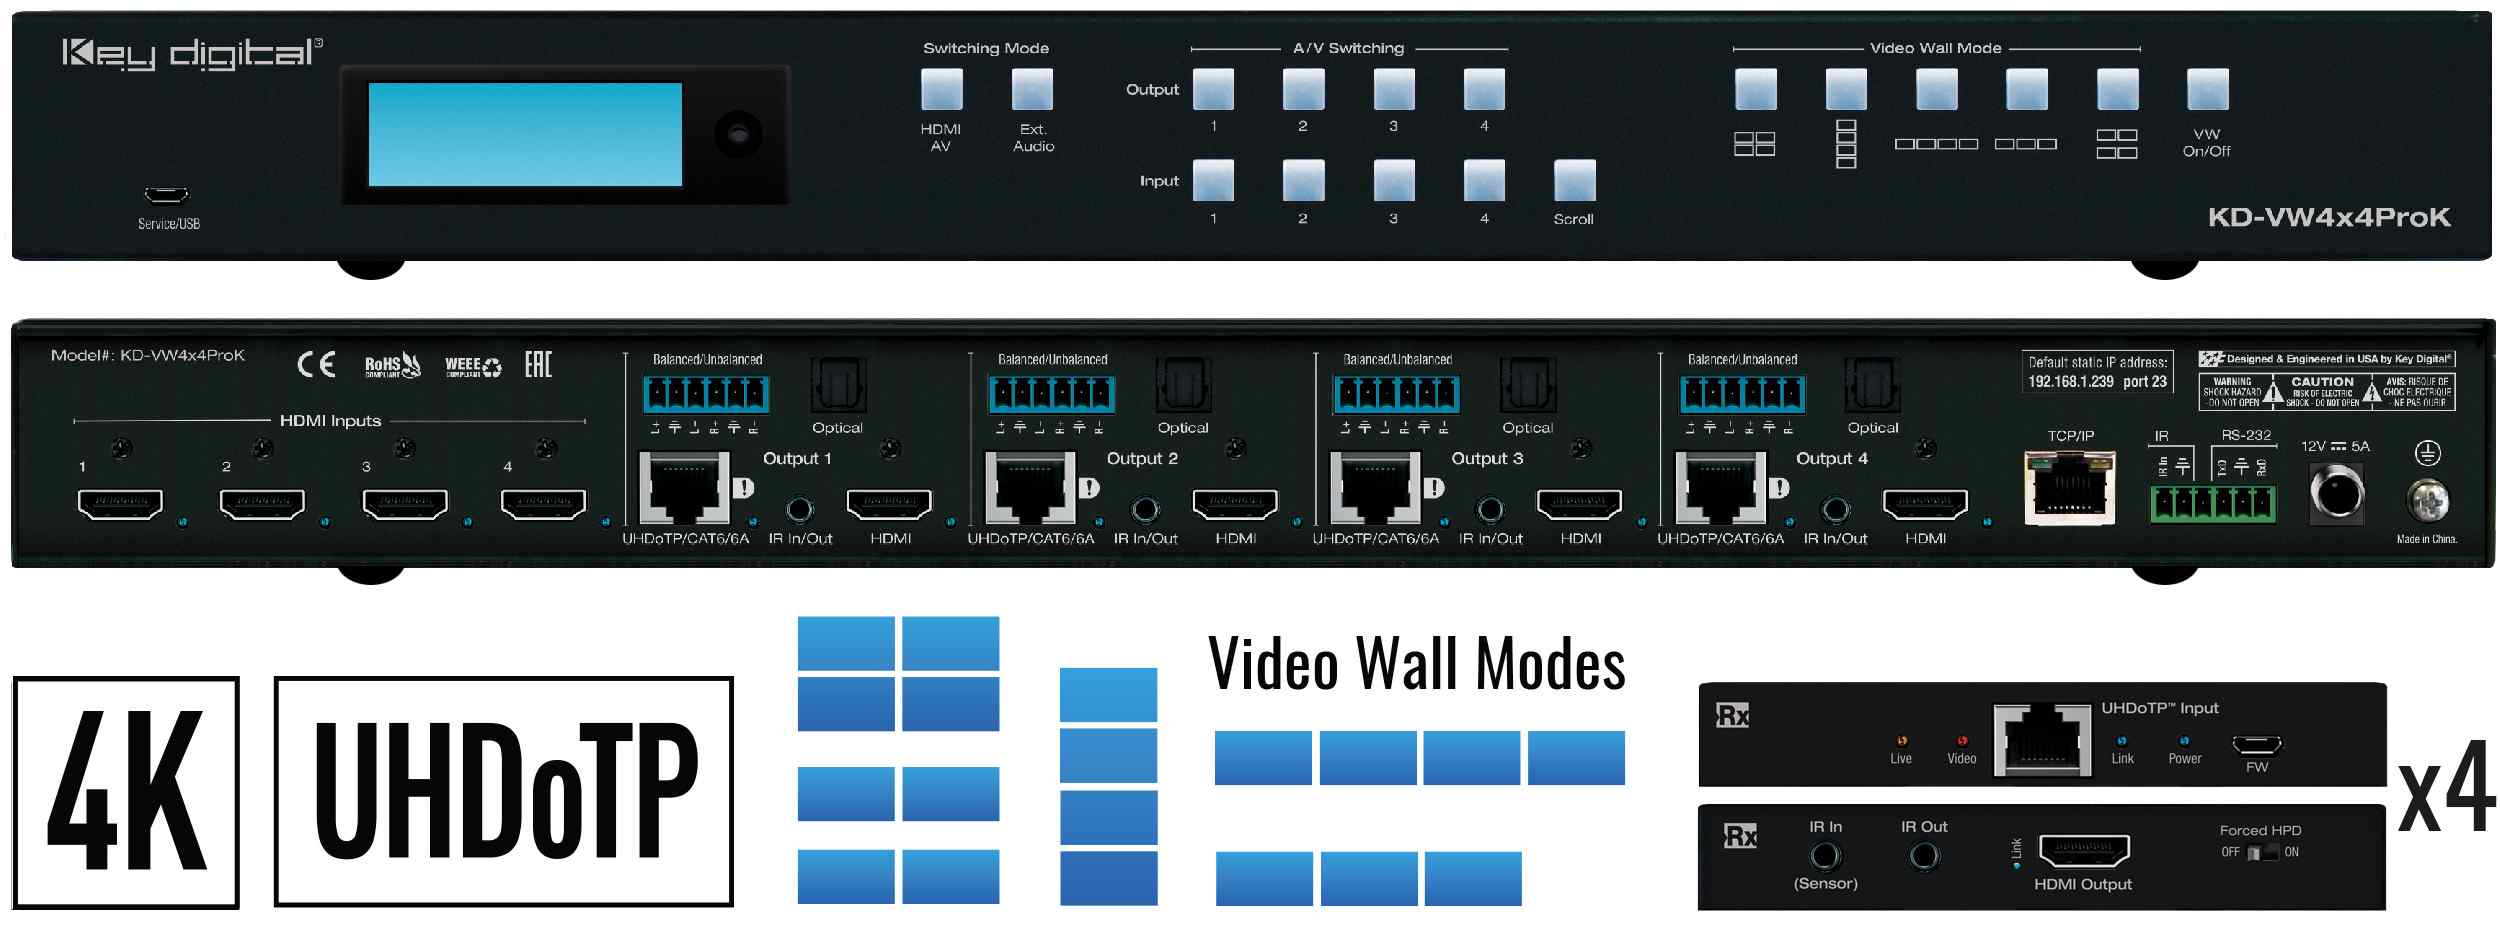 Key digital®
Switching Mode
A/V Switching
Video Wall Mode
Output
HDMI AV
Ext. Audio
1 2 3 4
VW On/Off
Input
1 2 3 4 Scroll
Service/USB
KD-VW4x4ProK
Model#: KD-VW4x4ProK
CE
RoHS COMPLIANT
WEEE COMPLIANT
EAC
HDMI Inputs
1 2 3 4
Balanced/Unbalanced
L+ L- R+ R-
Optical
Output 1
UHDoTP/CAT6/6A IR In/Out HDMI
Balanced/Unbalanced
L+ L- R+ R-
Optical
Output 2
UHDoTP/CAT6/6A IR In/Out HDMI
Balanced/Unbalanced
L+ L- R+ R-
Optical
Output 3
UHDoTP/CAT6/6A IR In/Out HDMI
Balanced/Unbalanced
L+ L- R+ R-
Optical
Output 4
UHDoTP/CAT6/6A IR In/Out HDMI
Default static IP address:
192.168.1.239 port 23
Designed & Engineered in USA by Key Digital®
WARNING
SHOCK HAZARD
- DO NOT OPEN
CAUTION
RISK OF ELECTRIC
SHOCK - DO NOT OPEN
AVIS: RISQUE DE
CHOC ELECTRIQUE
- NE PAS OURIR
TCP/IP
IR RS-232
IR In TxD RxD
12V 5A
Made in China.
4K
UHDoTP
Video Wall Modes
Rx
UHDoTP™ Input
Live Video Link Power FW
x4
Rx
IR In
(Sensor)
IR Out
Link
HDMI Output
Forced HPD
OFF ON